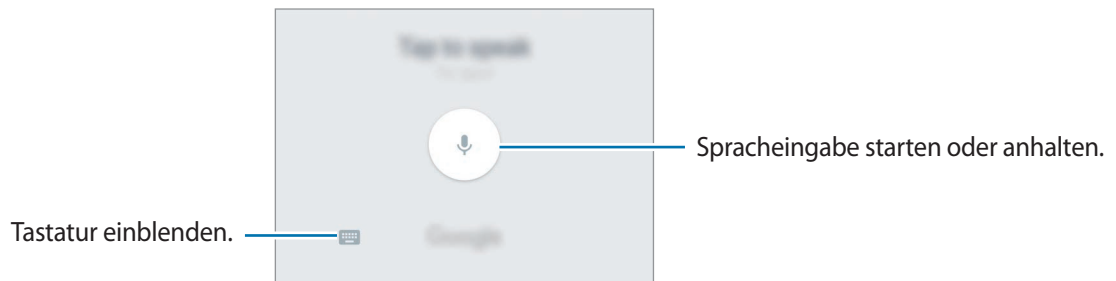 Tap to speak
Spracheingabe starten oder anhalten.
Tastatur einblenden.
Google